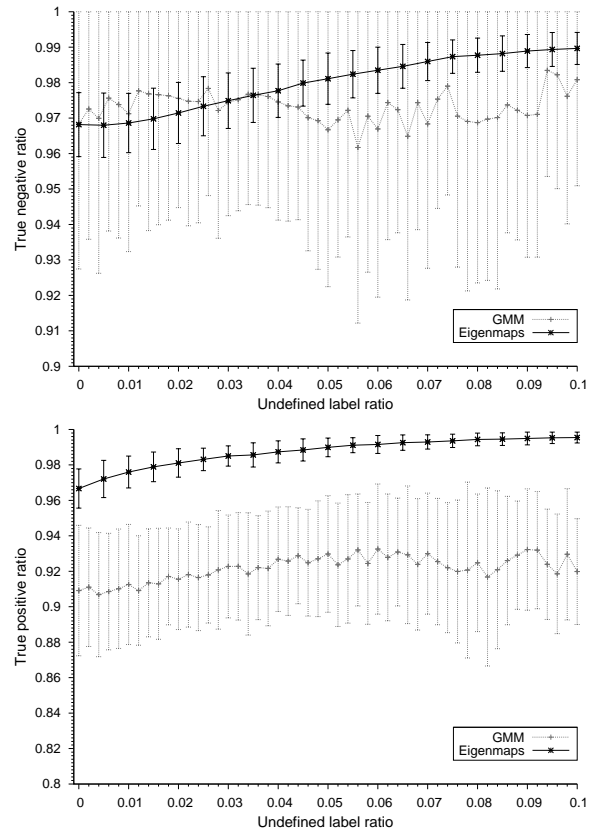 1
0.99
0.98
0.97
0.96
0.95
0.94
0.93
0.92
0.91
0.9
True negative ratio
GMM
Eigenmaps
0 0.01 0.02 0.03 0.04 0.05 0.06 0.07 0.08 0.09 0.1
Undefined label ratio
1
0.98
0.96
0.94
0.92
0.9
0.88
0.86
0.84
0.82
0.8
True positive ratio
GMM
Eigenmaps
0 0.01 0.02 0.03 0.04 0.05 0.06 0.07 0.08 0.09 0.1
Undefined label ratio